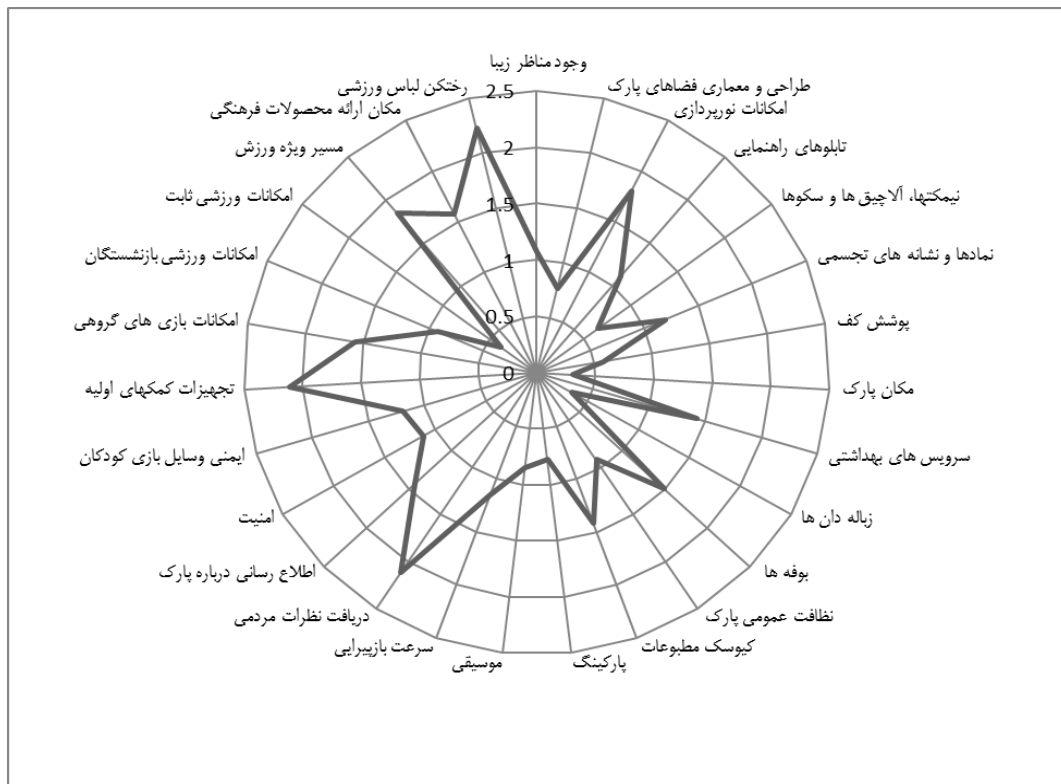 وجود مناظر زیبا
طراحی و معماری فضاهای پارک
امکانات نورپردازی
تابلوهای راهنمایی
نیمکتها، آلاچیق ها و سکوها
نمادها و نشانه های تجسمی
پوشش کف
مکان پارک
سرویس های بهداشتی
زباله دان ها
بوفه ها
نظافت عمومی پارک
کیوسک مطبوعات
پارکینگ
موسیقی
سرعت بازپیرایی
دریافت نظرات مردمی
اطلاع رسانی درباره پارک
امنیت
ایمنی وسایل بازی کودکان
تجهیزات کمکهای اولیه
امکانات بازی های گروهی
امکانات ورزشی بازنشستگان
امکانات ورزشی ثابت
مسیر ویژه ورزش
مکان ارائه محصولات فرهنگی
رختکن لباس ورزشی
2.5
2
1.5
1
0.5
0